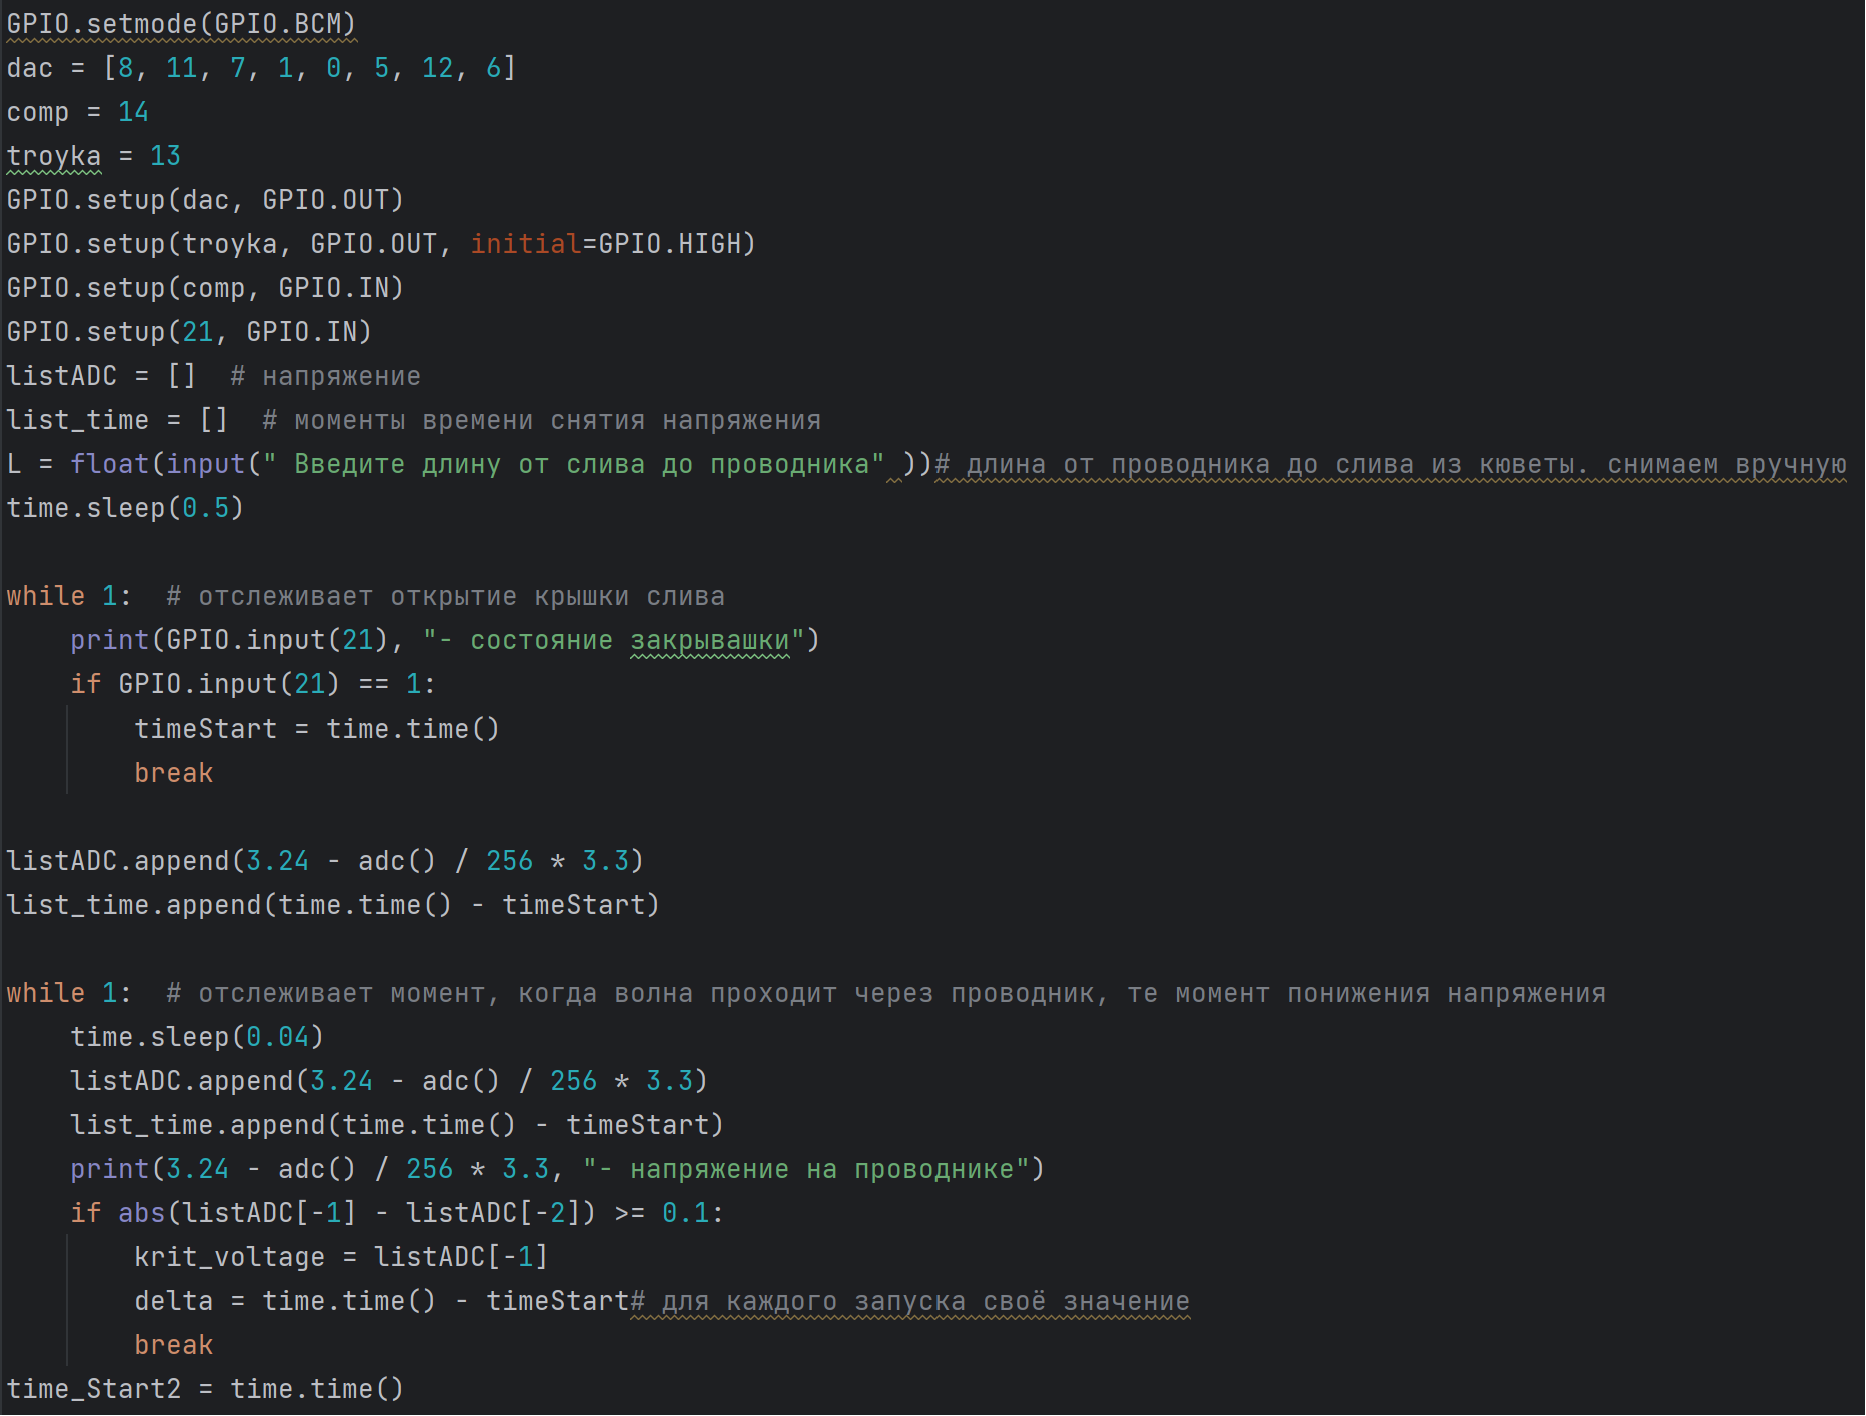 GPIO.setmode(GPIO.BCM)
dac = [8, 11, 7, 1, 0, 5, 12, 6]
comp = 14
troyka = 13
GPIO.setup(dac, GPIO.OUT)
GPIO.setup(troyka, GPIO.OUT, initial=GPIO.HIGH)
GPIO.setup(comp, GPIO.IN)
GPIO.setup(21, GPIO.IN)
listADC = []  # напряжение
list_time = []  # моменты времени снятия напряжения
L = float(input(" Введите длину от слива до проводника" ))# длина от проводника до слива из кюветы. снимаем вручную
time.sleep(0.5)

while 1:  # отслеживает открытие крышки слива
    print(GPIO.input(21), "- состояние закрывашки")
    if GPIO.input(21) == 1:
        timeStart = time.time()
        break

listADC.append(3.24 - adc() / 256 * 3.3)
list_time.append(time.time() - timeStart)

while 1:  # отслеживает момент, когда волна проходит через проводник, те момент понижения напряжения
    time.sleep(0.04)
    listADC.append(3.24 - adc() / 256 * 3.3)
    list_time.append(time.time() - timeStart)
    print(3.24 - adc() / 256 * 3.3, "- напряжение на проводнике")
    if abs(listADC[-1] - listADC[-2]) >= 0.1:
        krit_voltage = listADC[-1]
        delta = time.time() - timeStart# для каждого запуска своё значение
        break
time_Start2 = time.time()